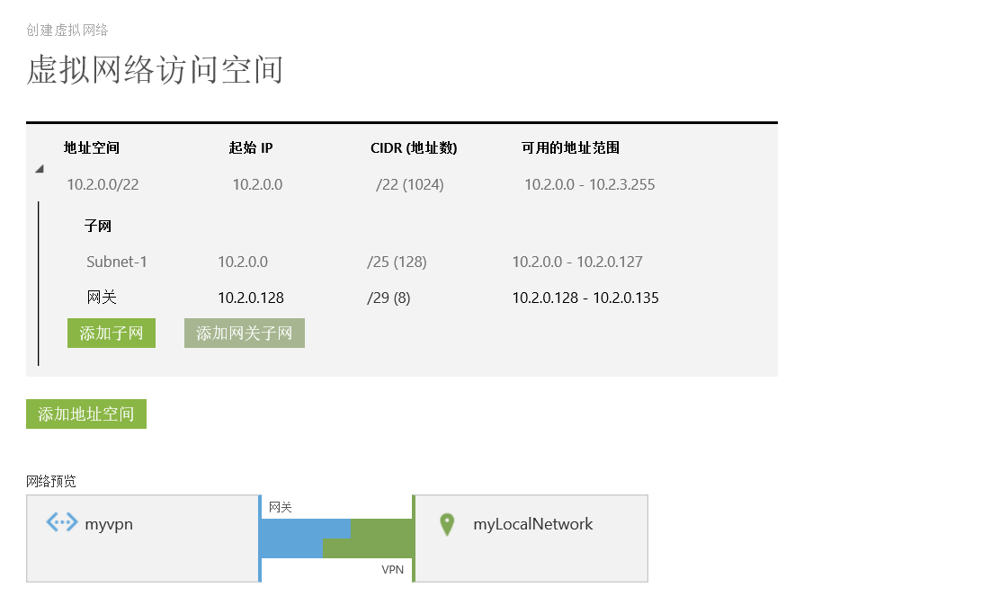 创建虚拟网络
虚拟网络访问空间
地址空间 起始 IP CIDR (地址数) 可用的地址范围
10.2.0.0/22 10.2.0.0 /22 (1024) 10.2.0.0 - 10.2.3.255
子网
Subnet-1 10.2.0.0 /25 (128) 10.2.0.0 - 10.2.0.127
网关 10.2.0.128 /29 (8) 10.2.0.128 - 10.2.0.135
添加子网 添加网关子网
添加地址空间
网络预览
网关
myvpn myLocalNetwork
VPN